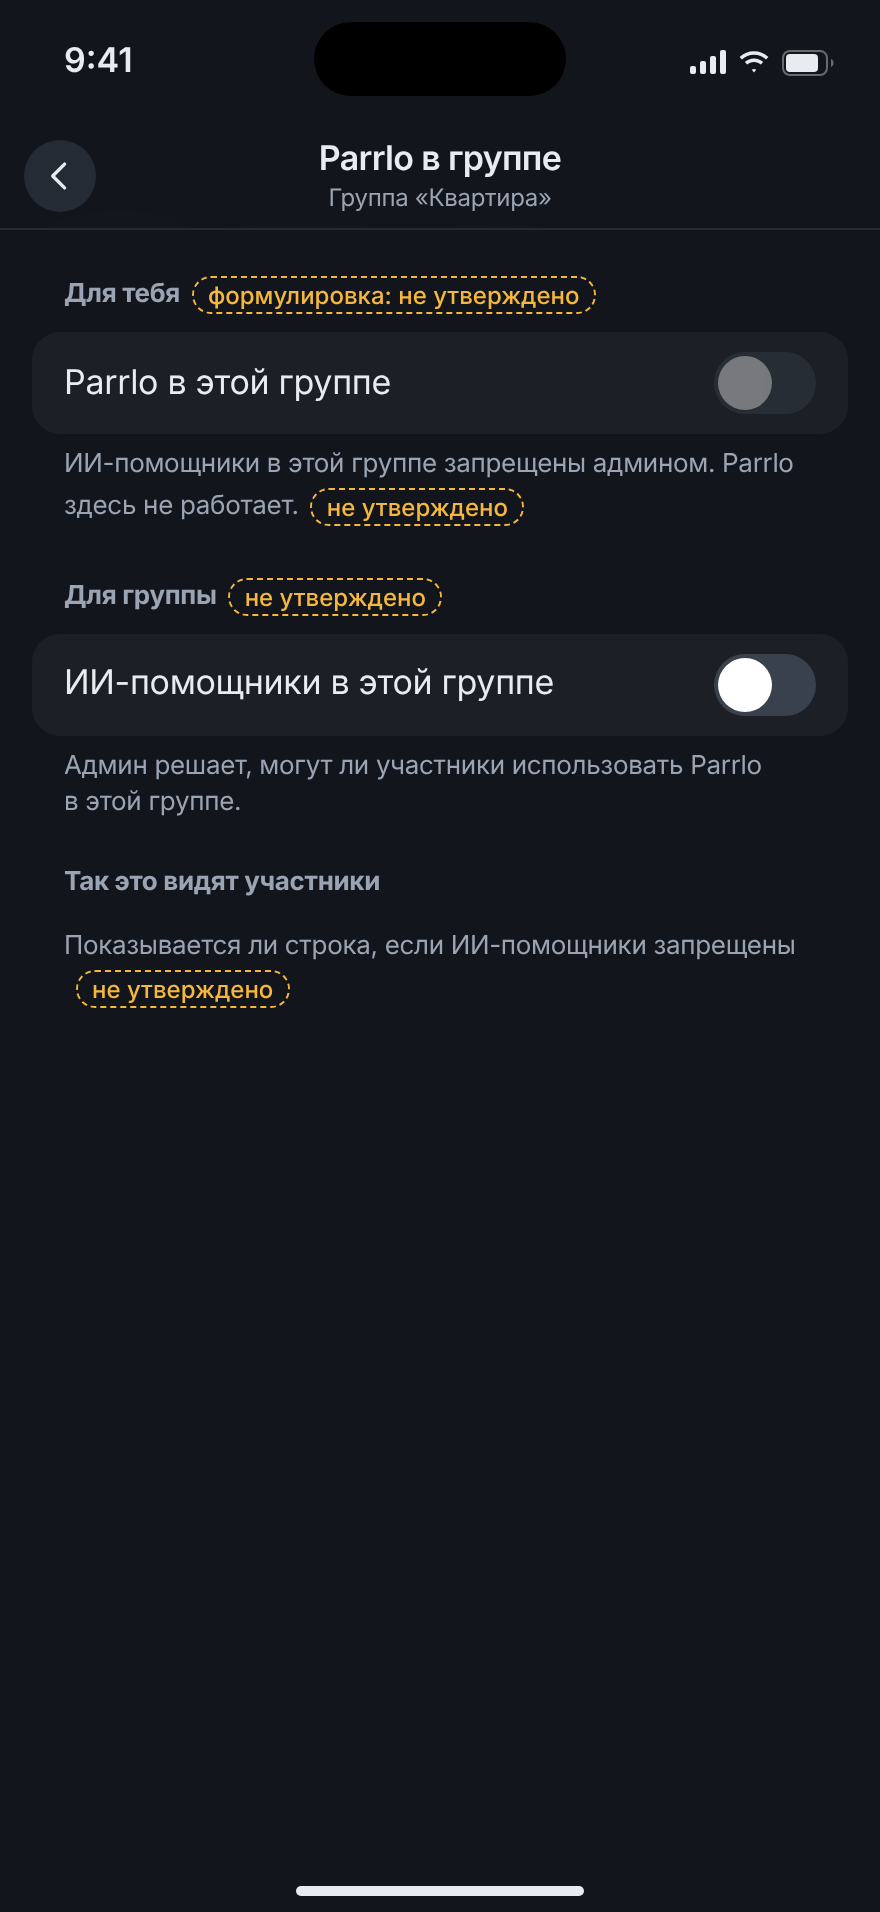 9:41
Parrlo в группе
Группа «Квартира»
Для тебя формулировка: не утверждено
Parrlo в этой группе
ИИ-помощники в этой группе запрещены админом. Parrlo
здесь не работает. не утверждено
Для группы не утверждено
ИИ-помощники в этой группе
Админ решает, могут ли участники использовать Parrlo
в этой группе.
Так это видят участники
Показывается ли строка, если ИИ-помощники запрещены
не утверждено